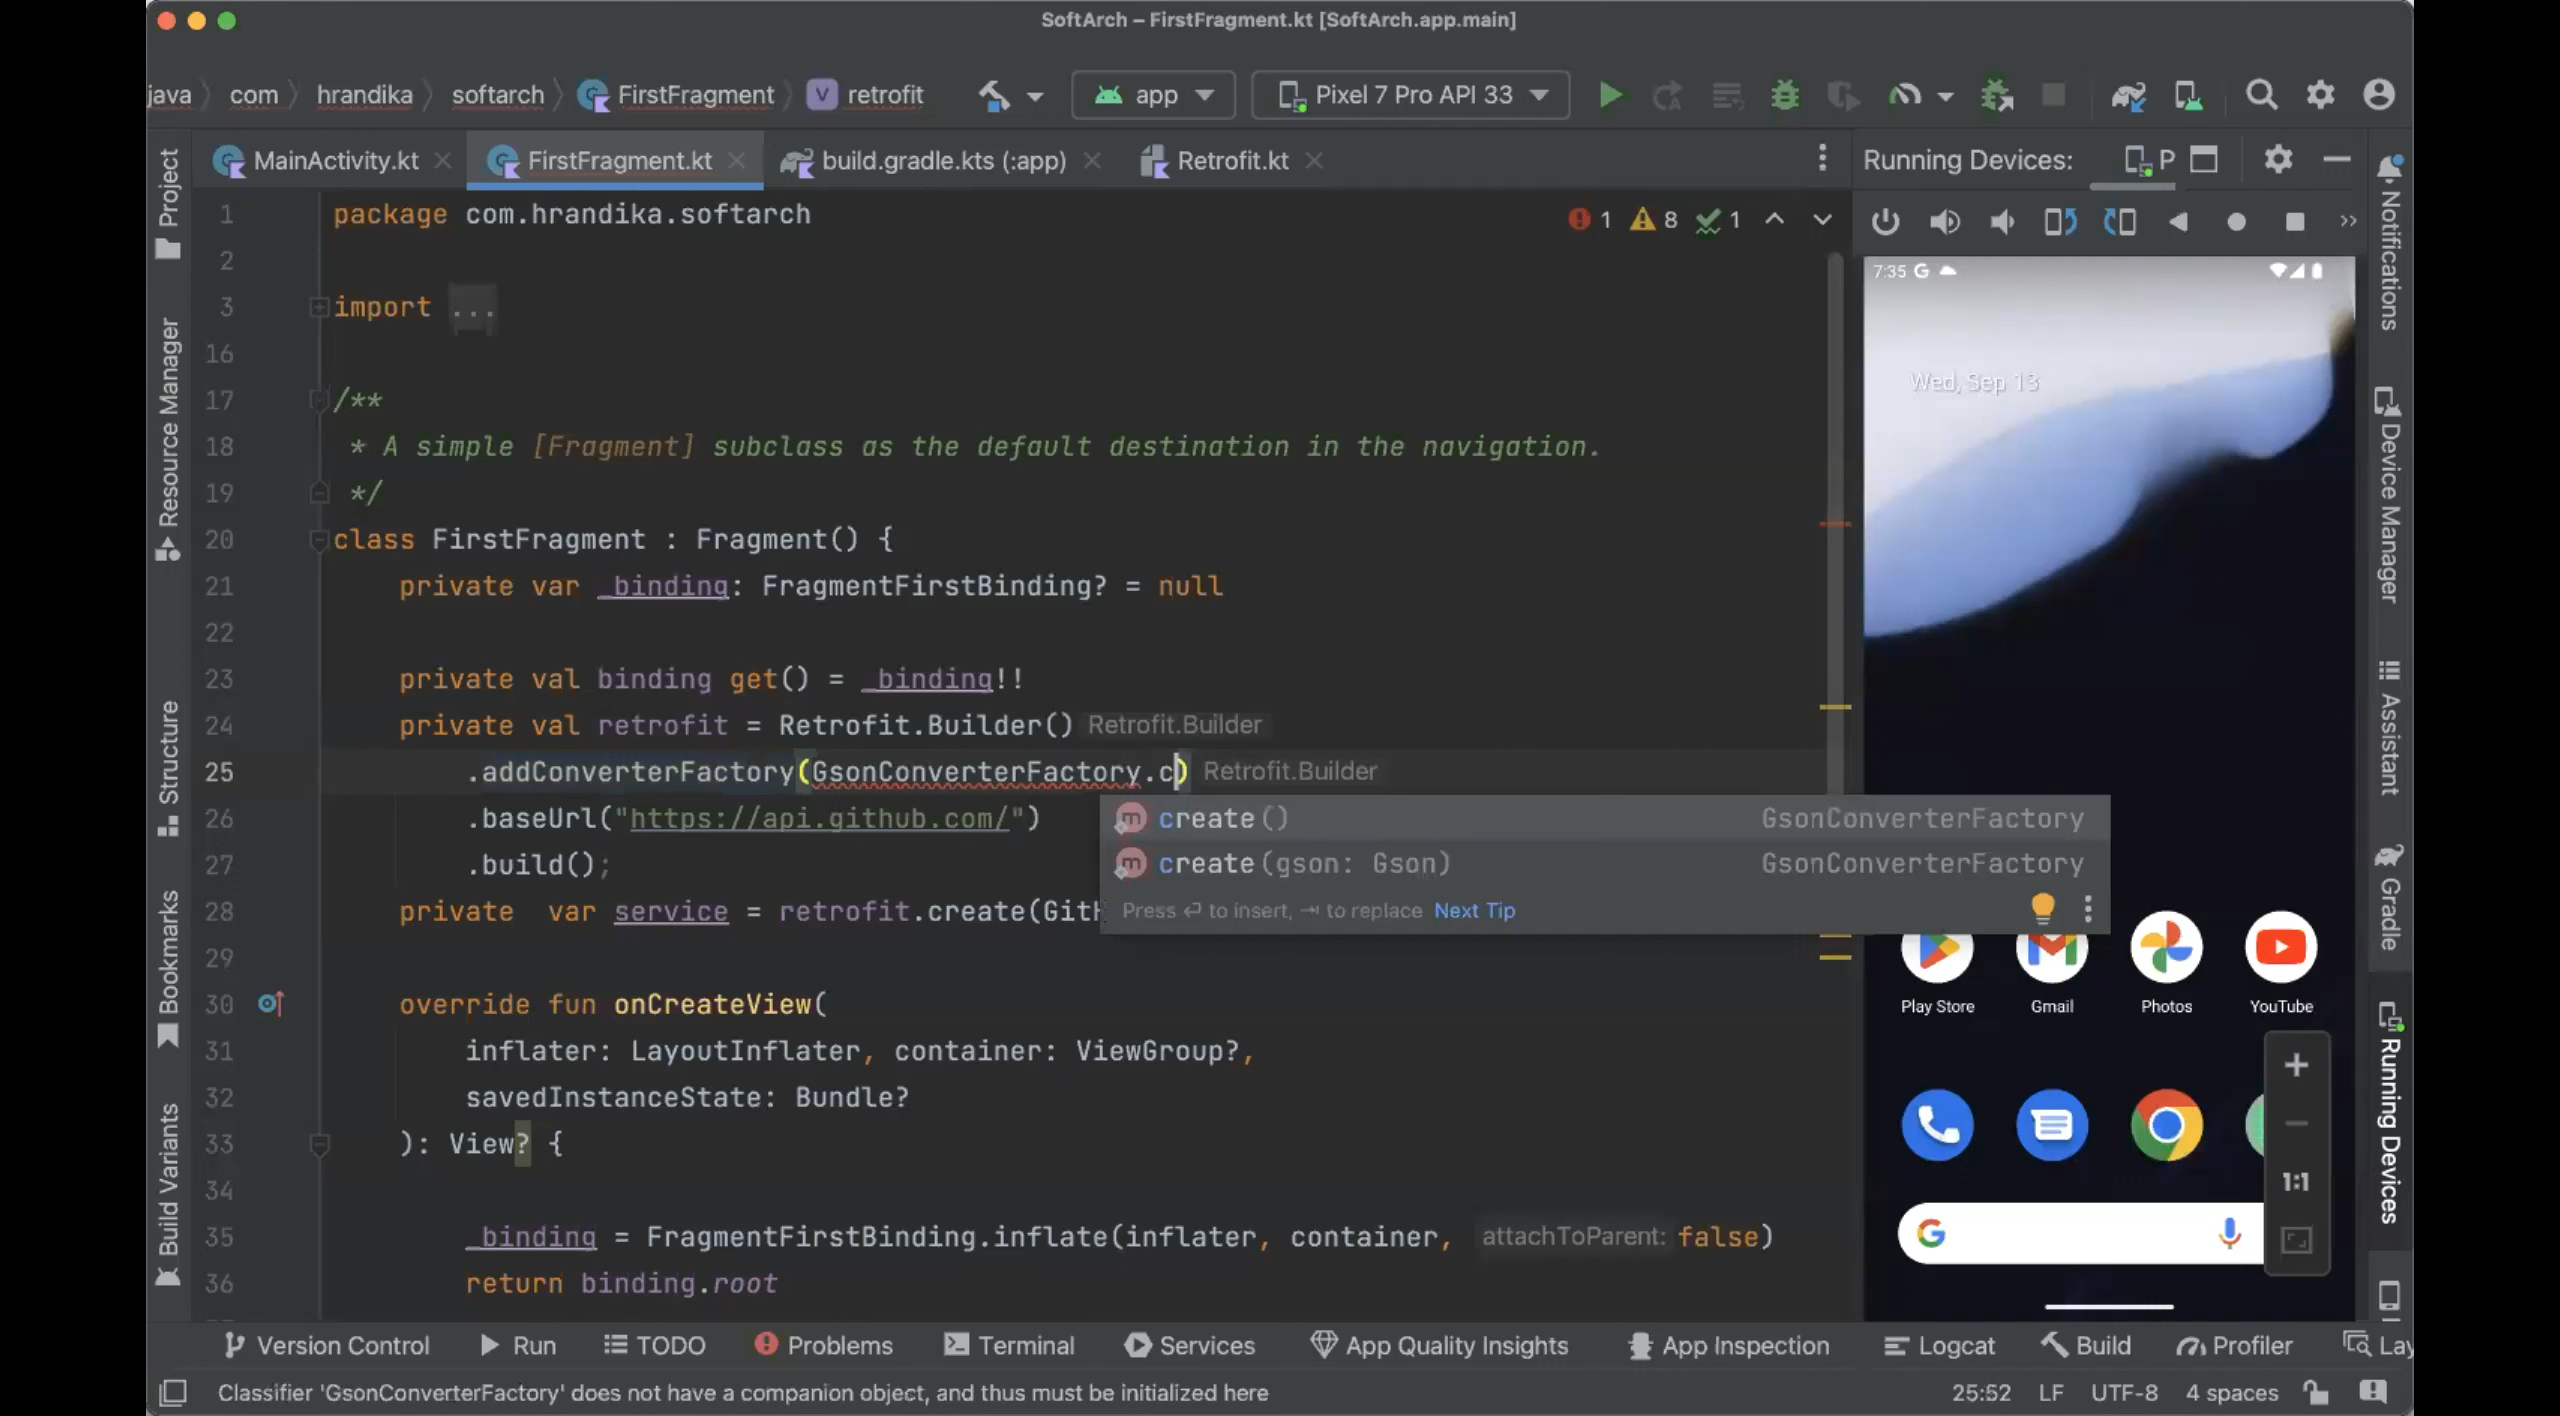 SoftArch – FirstFragment.kt [SoftArch.app.main]
java com hrandika softarch FirstFragment retrofit app Pixel 7 Pro API 33
MainActivity.kt FirstFragment.kt build.gradle.kts (:app) Retrofit.kt Running Devices: P
Project
Resource Manager
Structure
Bookmarks
Build Variants
1 package com.hrandika.softarch
1 8 1
2
3 import ...
16
17 /**
18 * A simple [Fragment] subclass as the default destination in the navigation.
19 */
20 class FirstFragment : Fragment() {
21 private var _binding: FragmentFirstBinding? = null
22
23 private val binding get() = _binding!!
24 private val retrofit = Retrofit.Builder() Retrofit.Builder
25 .addConverterFactory(GsonConverterFactory.c) Retrofit.Builder
26 .baseUrl("https://api.github.com/")
27 .build();
28 private var service = retrofit.create(Gith
create() GsonConverterFactory
create(gson: Gson) GsonConverterFactory
Press ↵ to insert, ⇥ to replace Next Tip
29
30 override fun onCreateView(
31 inflater: LayoutInflater, container: ViewGroup?,
32 savedInstanceState: Bundle?
33 ): View? {
34
35 _binding = FragmentFirstBinding.inflate(inflater, container, attachToParent: false)
36 return binding.root
7:35 G
Wed, Sep 13
Play Store Gmail Photos YouTube
G
1:1
Notifications
Device Manager
Assistant
Gradle
Running Devices
Version Control Run TODO Problems Terminal Services App Quality Insights App Inspection Logcat Build Profiler Lay
Classifier 'GsonConverterFactory' does not have a companion object, and thus must be initialized here 25:52 LF UTF-8 4 spaces